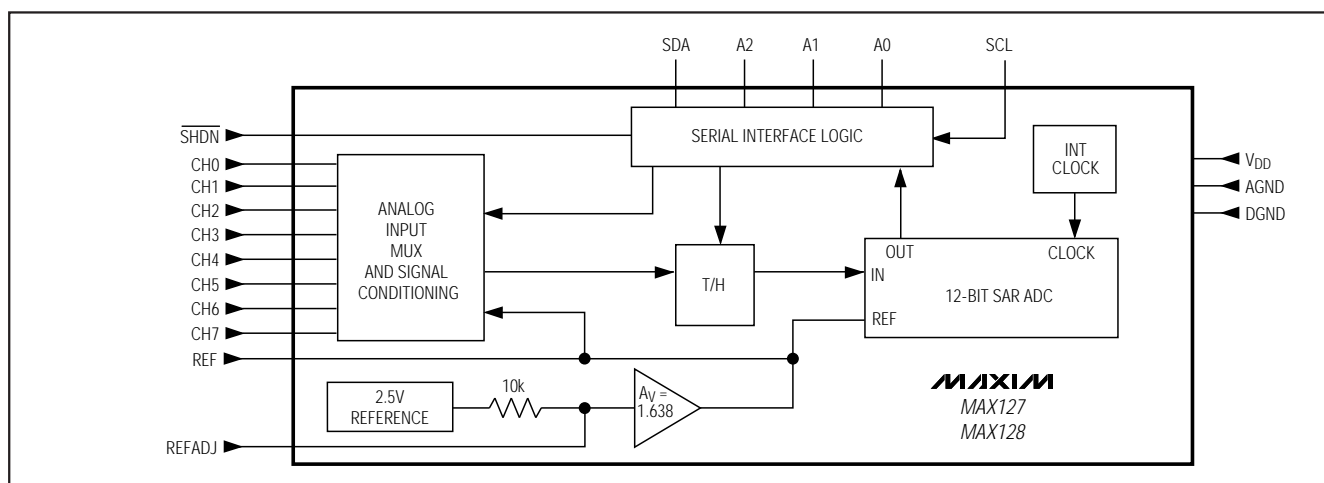 SDA
A2
A1
A0
SCL
SHDN
SERIAL INTERFACE LOGIC
INT
CLOCK
VDD
AGND
DGND
CH0
CH1
CH2
CH3
CH4
CH5
CH6
CH7
REF
ANALOG
INPUT
MUX
AND SIGNAL
CONDITIONING
T/H
OUT
CLOCK
IN
12-BIT SAR ADC
REF
2.5V
REFERENCE
10k
AV =
1.638
REFADJ
MAXIM
MAX127
MAX128